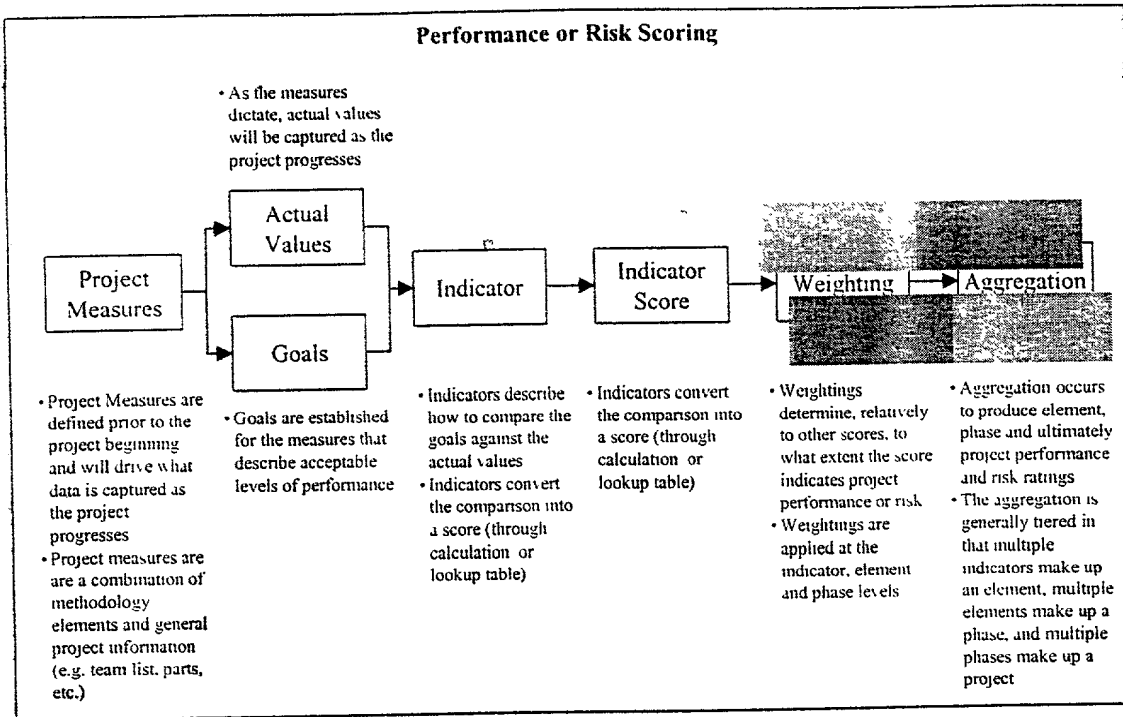 Performance or Risk Scoring
• As the measures
dictate, actual values
will be captured as the
project progresses
Actual
Values
Project
Measures
Goals
Indicator
Indicator
Score
Weighting
Aggregation
• Project Measures are
defined prior to the
project beginning
and will drive what
data is captured as
the project
progresses
• Project measures are
are a combination of
methodology
elements and general
project information
(e.g. team list, parts,
etc.)
• Goals are established
for the measures that
describe acceptable
levels of performance
• Indicators describe
how to compare the
goals against the
actual values
• Indicators convert
the comparison into
a score (through
calculation or
lookup table)
• Indicators convert
the comparison into
a score (through
calculation or
lookup table)
• Weightings
determine, relatively
to other scores, to
what extent the score
indicates project
performance or risk
• Weightings are
applied at the
indicator, element
and phase levels
• Aggregation occurs
to produce element,
phase and ultimately
project performance
and risk ratings
• The aggregation is
generally tiered in
that multiple
indicators make up
an element, multiple
elements make up a
phase, and multiple
phases make up a
project